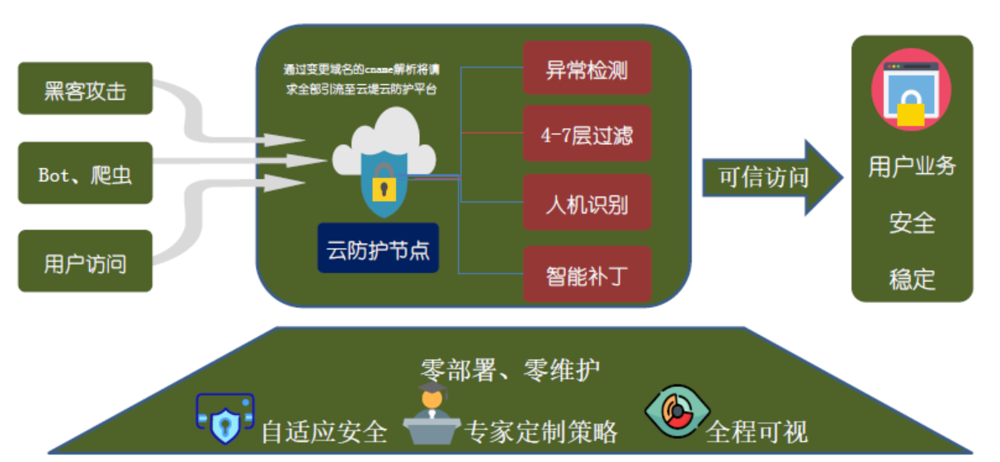 黑客攻击
Bot、爬虫
用户访问
通过变更域名的cname解析将请
求全部引流至云堤云防护平台
云防护节点
异常检测
4-7层过滤
人机识别
智能补丁
可信访问
用户业务
安全
稳定
零部署、零维护
自适应安全
专家定制策略
全程可视